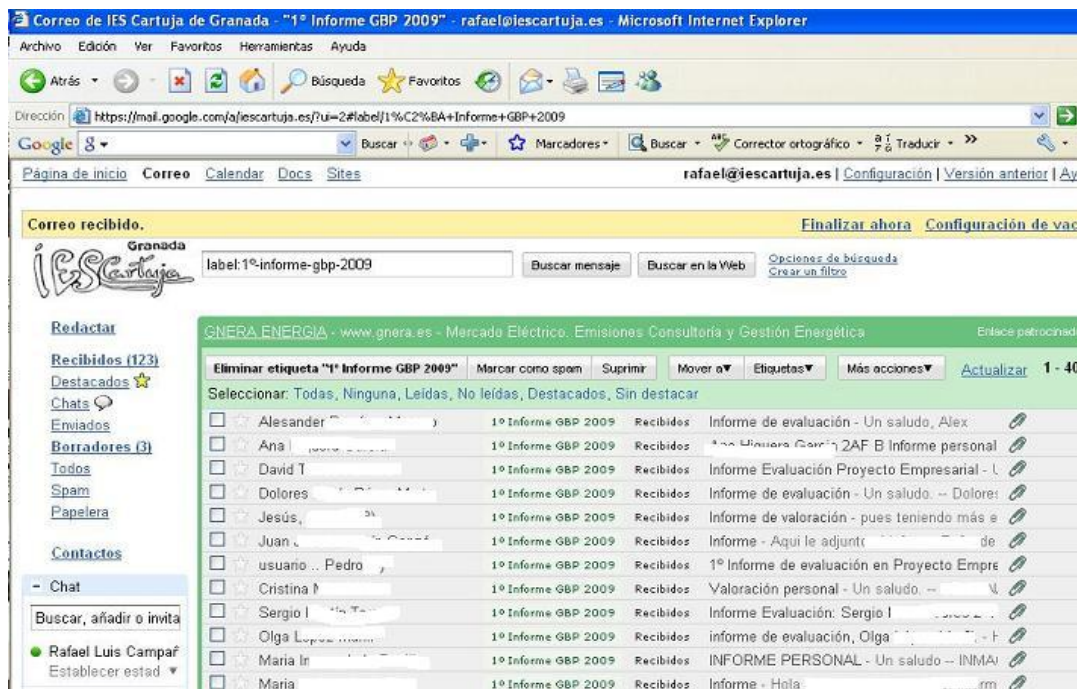 Correo de IES Cartuja de Granada - "1º Informe GBP 2009" - rafael@iescartuja.es - Microsoft Internet Explorer
Archivo Edición Ver Favoritos Herramientas Ayuda
Atrás Búsqueda Favoritos
Dirección https://mail.google.com/a/iescartuja.es/?ui=2#label/1%C2%BA+Informe+GBP+2009
Google Buscar Marcadores Buscar Corrector ortográfico Traducir »
Página de inicio Correo Calendar Docs Sites rafael@iescartuja.es | Configuración | Versión anterior | Ay
Correo recibido. Finalizar ahora Configuración de vac
Granada
IES Cartuja
label:1º-informe-gbp-2009 Buscar mensaje Buscar en la Web Opciones de búsqueda
Crear un filtro
Redactar
Recibidos (123)
Destacados
Chats
Enviados
Borradores (3)
Todos
Spam
Papelera
Contactos
− Chat
Buscar, añadir o invita
Rafael Luis Campañ
Establecer estad
GNERA ENERGIA - www.gnera.es - Mercado Eléctrico. Emisiones Consultoría y Gestión Energética Enlace patrocinado
Eliminar etiqueta "1º Informe GBP 2009" Marcar como spam Suprimir Mover a▼ Etiquetas▼ Más acciones▼ Actualizar 1 - 40
Seleccionar: Todas, Ninguna, Leídas, No leídas, Destacados, Sin destacar
Alesander 1º Informe GBP 2009 Recibidos Informe de evaluación - Un saludo, Alex
Ana 1º Informe GBP 2009 Recibidos 2AF B Informe personal
David T 1º Informe GBP 2009 Recibidos Informe Evaluación Proyecto Empresarial -
Dolores 1º Informe GBP 2009 Recibidos Informe de evaluación - Un saludo. -- Dolores
Jesús, 1º Informe GBP 2009 Recibidos Informe de valoración - pues teniendo más e
Juan 1º Informe GBP 2009 Recibidos Informe - Aqui le adjunto de
usuario .. Pedro 1º Informe GBP 2009 Recibidos 1º Informe de evaluación en Proyecto Empre
Cristina 1º Informe GBP 2009 Recibidos Valoración personal - Un saludo. --
Sergio 1º Informe GBP 2009 Recibidos Informe Evaluación: Sergio
Olga 1º Informe GBP 2009 Recibidos informe de evaluación, Olga
Maria In 1º Informe GBP 2009 Recibidos INFORME PERSONAL - Un saludo -- INMA
Maria 1º Informe GBP 2009 Recibidos Informe - Hola